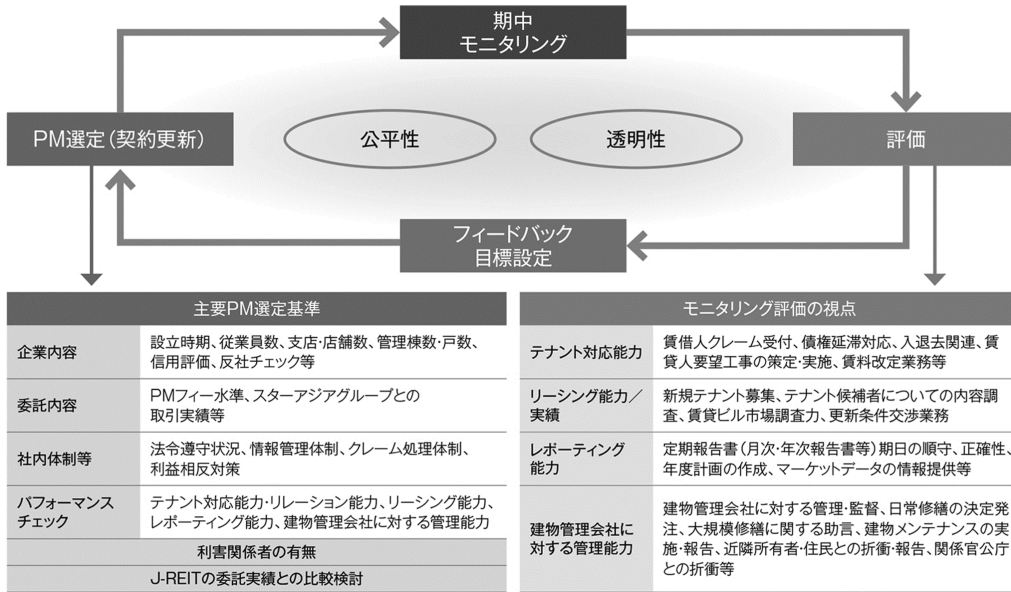 期中
モニタリング
PM選定（契約更新）
公平性
透明性
評価
フィードバック
目標設定
主要PM選定基準
企業内容
設立時期、従業員数、支店・店舗数、管理棟数・戸数、
信用評価、反社チェック等
委託内容
PMフィー水準、スターアジアグループとの
取引実績等
社内体制等
法令遵守状況、情報管理体制、クレーム処理体制、
利益相反対策
パフォーマンス
チェック
テナント対応能力・リレーション能力、リーシング能力、
レポーティング能力、建物管理会社に対する管理能力
利害関係者の有無
J-REITの委託実績との比較検討
モニタリング評価の視点
テナント対応能力
賃借人クレーム受付、債権延滞対応、入退去関連、賃
貸人要望工事の策定・実施、賃料改定業務等
リーシング能力／
実績
新規テナント募集、テナント候補者についての内容調
査、賃貸ビル市場調査力、更新条件交渉業務
レポーティング
能力
定期報告書（月次・年次報告書等）期日の順守、正確性、
年度計画の作成、マーケットデータの情報提供等
建物管理会社に
対する管理能力
建物管理会社に対する管理・監督、日常修繕の決定発
注、大規模修繕に関する助言、建物メンテナンスの実
施・報告、近隣所有者・住民との折衝・報告、関係官公庁
との折衝等